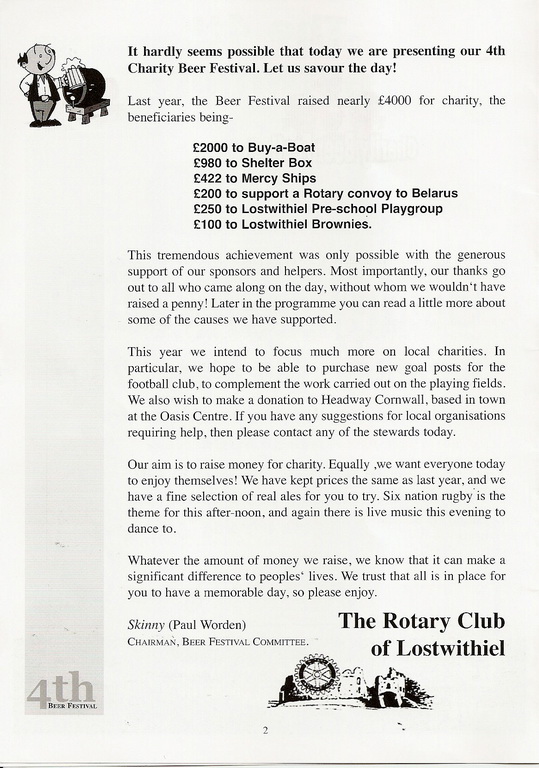 It hardly seems possible that today we are presenting our 4th
Charity Beer Festival. Let us savour the day!
Last year, the Beer Festival raised nearly £4000 for charity, the
beneficiaries being-
£2000 to Buy-a-Boat
£980 to Shelter Box
£422 to Mercy Ships
£200 to support a Rotary convoy to Belarus
£250 to Lostwithiel Pre-school Playgroup
£100 to Lostwithiel Brownies.
This tremendous achievement was only possible with the generous
support of our sponsors and helpers. Most importantly, our thanks go
out to all who came along on the day, without whom we wouldn't have
raised a penny! Later in the programme you can read a little more about
some of the causes we have supported.
This year we intend to focus much more on local charities. In
particular, we hope to be able to purchase new goal posts for the
football club, to complement the work carried out on the playing fields.
We also wish to make a donation to Headway Cornwall, based in town
at the Oasis Centre. If you have any suggestions for local organisations
requiring help, then please contact any of the stewards today.
Our aim is to raise money for charity. Equally ,we want everyone today
to enjoy themselves! We have kept prices the same as last year, and we
have a fine selection of real ales for you to try. Six nation rugby is the
theme for this after-noon, and again there is live music this evening to
dance to.
Whatever the amount of money we raise, we know that it can make a
significant difference to peoples' lives. We trust that all is in place for
you to have a memorable day, so please enjoy.
Skinny (Paul Worden)
CHAIRMAN, BEER FESTIVAL COMMITTEE.
The Rotary Club
of Lostwithiel
4th
BEER FESTIVAL
2